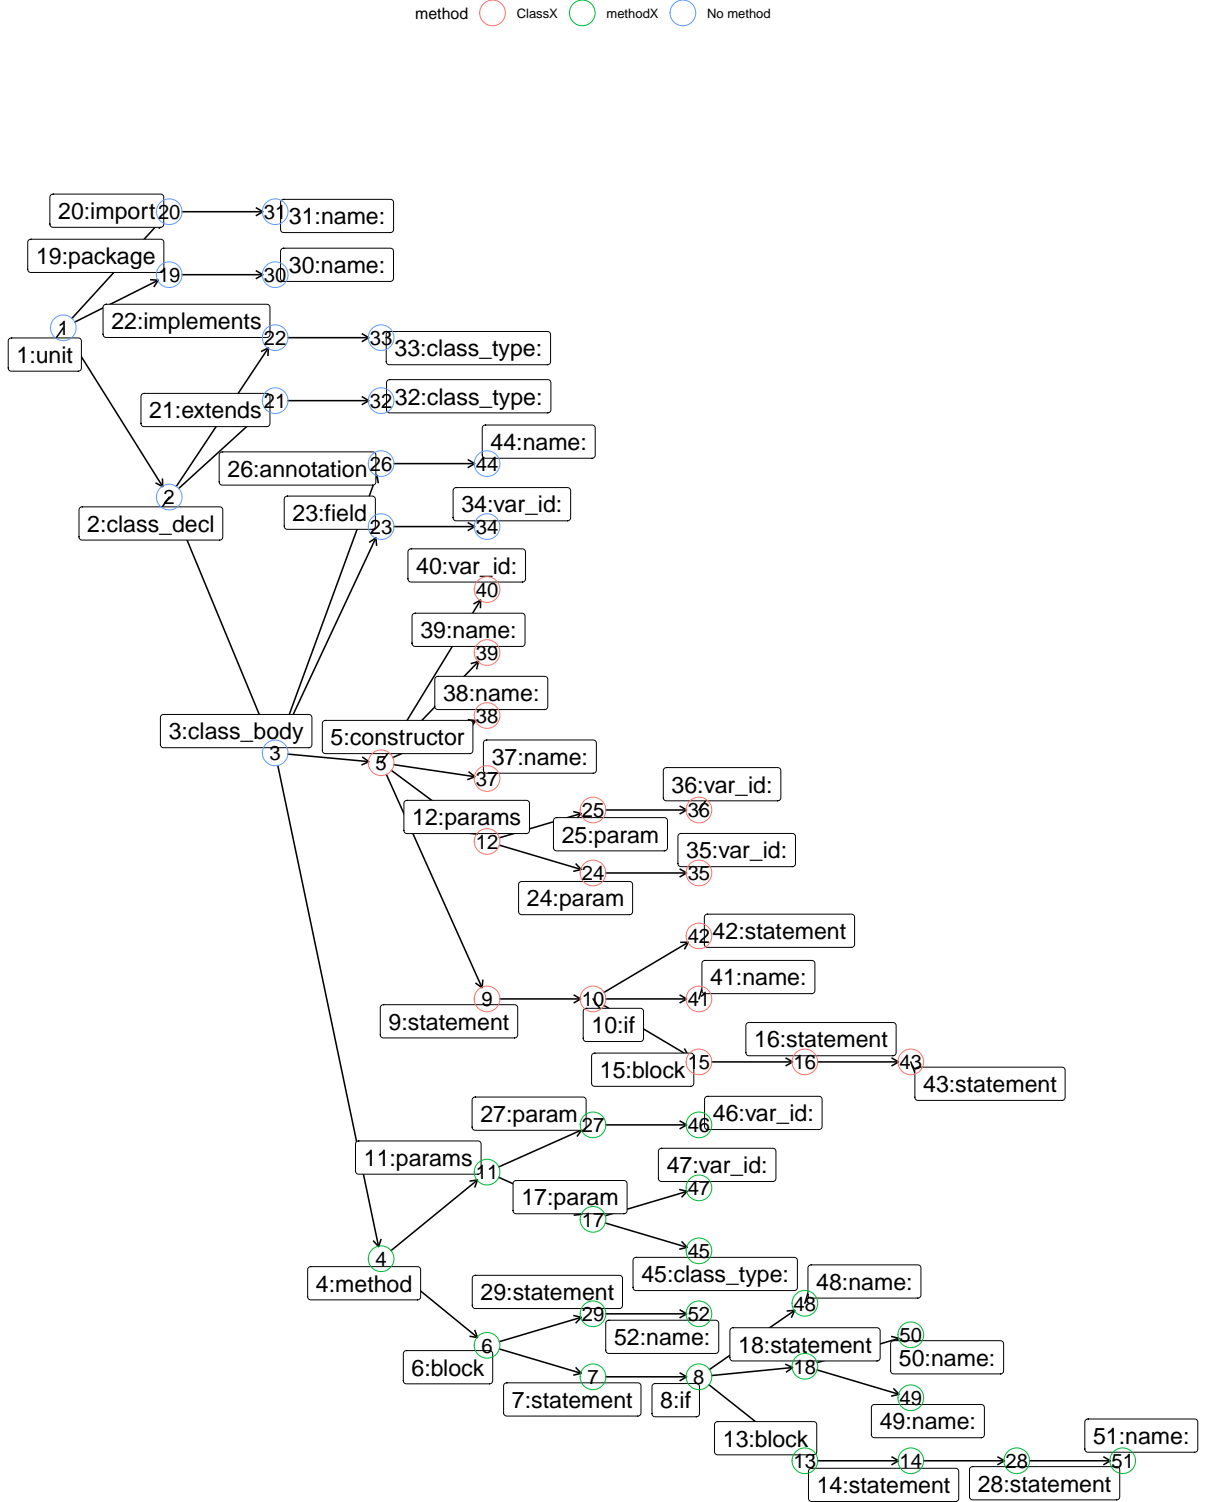 method ClassX methodX No method
20:import 20 31 31:name:
19:package 19 30 30:name:
22:implements 22 33 33:class_type:
1
1:unit
21:extends 21 32 32:class_type:
44:name:
26:annotation 26 44
2
2:class_decl
34:var_id:
23:field 23 34
40:var_id:
40
39:name:
39
38:name:
38
3:class_body
3
5:constructor
5
37:name:
37
36:var_id:
12:params 25 36
12
25:param
35:var_id:
24 35
24:param
42 42:statement
41:name:
9 10 41
9:statement 10:if
16:statement
15:block 15 16 43
43:statement
27:param 27 46 46:var_id:
11:params 11
47:var_id:
17:param 47
17
45
45:class_type:
4
4:method
48:name:
29:statement 48
29 52
52:name:
18:statement 50
6 18 50:name:
6:block
7 8
7:statement 8:if 49
49:name:
13:block 51:name:
13 14 28 51
14:statement 28:statement